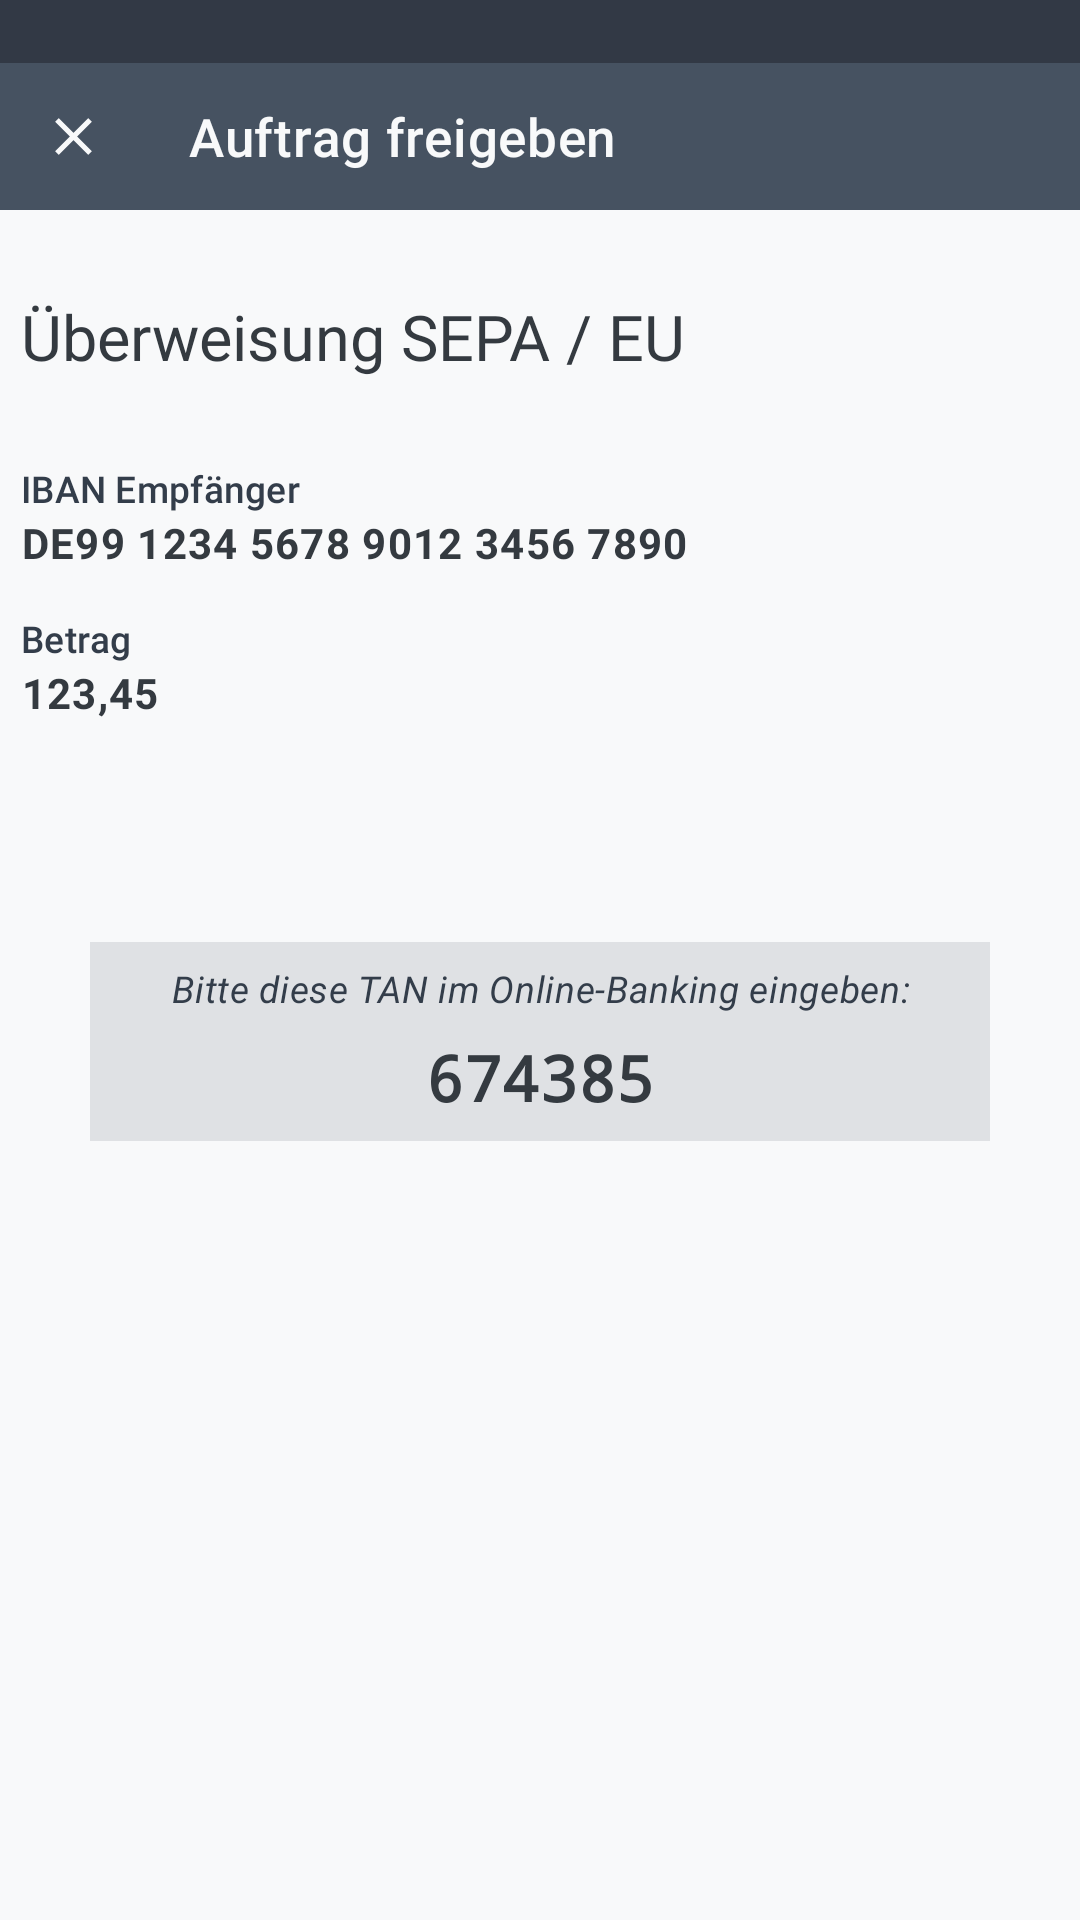 Auftrag freigeben
Überweisung SEPA / EU
IBAN Empfänger
DE99 1234 5678 9012 3456 7890
Betrag
123,45
Bitte diese TAN im Online-Banking eingeben:
674385